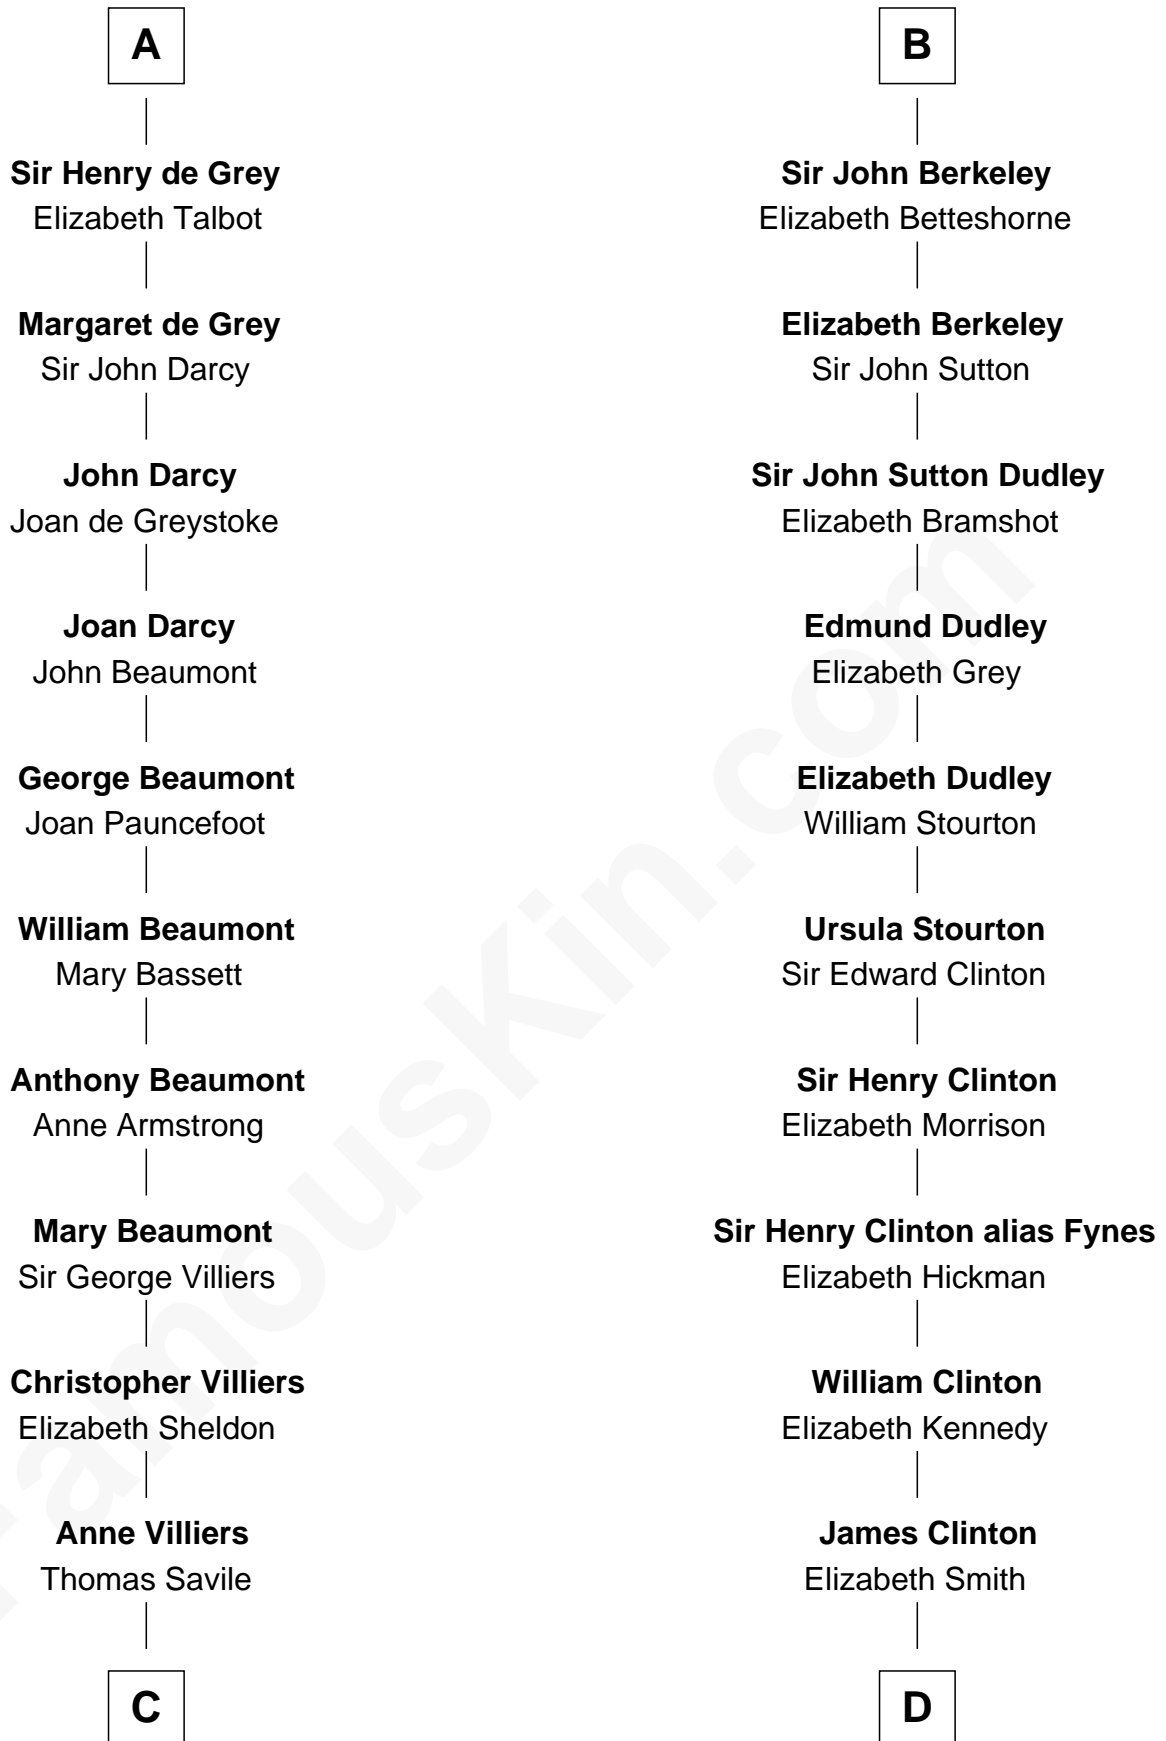 A
Sir Henry de Grey
Elizabeth Talbot
Margaret de Grey
Sir John Darcy
John Darcy
Joan de Greystoke
Joan Darcy
John Beaumont
George Beaumont
Joan Pauncefoot
William Beaumont
Mary Bassett
Anthony Beaumont
Anne Armstrong
Mary Beaumont
Sir George Villiers
Christopher Villiers
Elizabeth Sheldon
Anne Villiers
Thomas Savile
C
B
Sir John Berkeley
Elizabeth Betteshorne
Elizabeth Berkeley
Sir John Sutton
Sir John Sutton Dudley
Elizabeth Bramshot
Edmund Dudley
Elizabeth Grey
Elizabeth Dudley
William Stourton
Ursula Stourton
Sir Edward Clinton
Sir Henry Clinton
Elizabeth Morrison
Sir Henry Clinton alias Fynes
Elizabeth Hickman
William Clinton
Elizabeth Kennedy
James Clinton
Elizabeth Smith
D
FamousKin.com